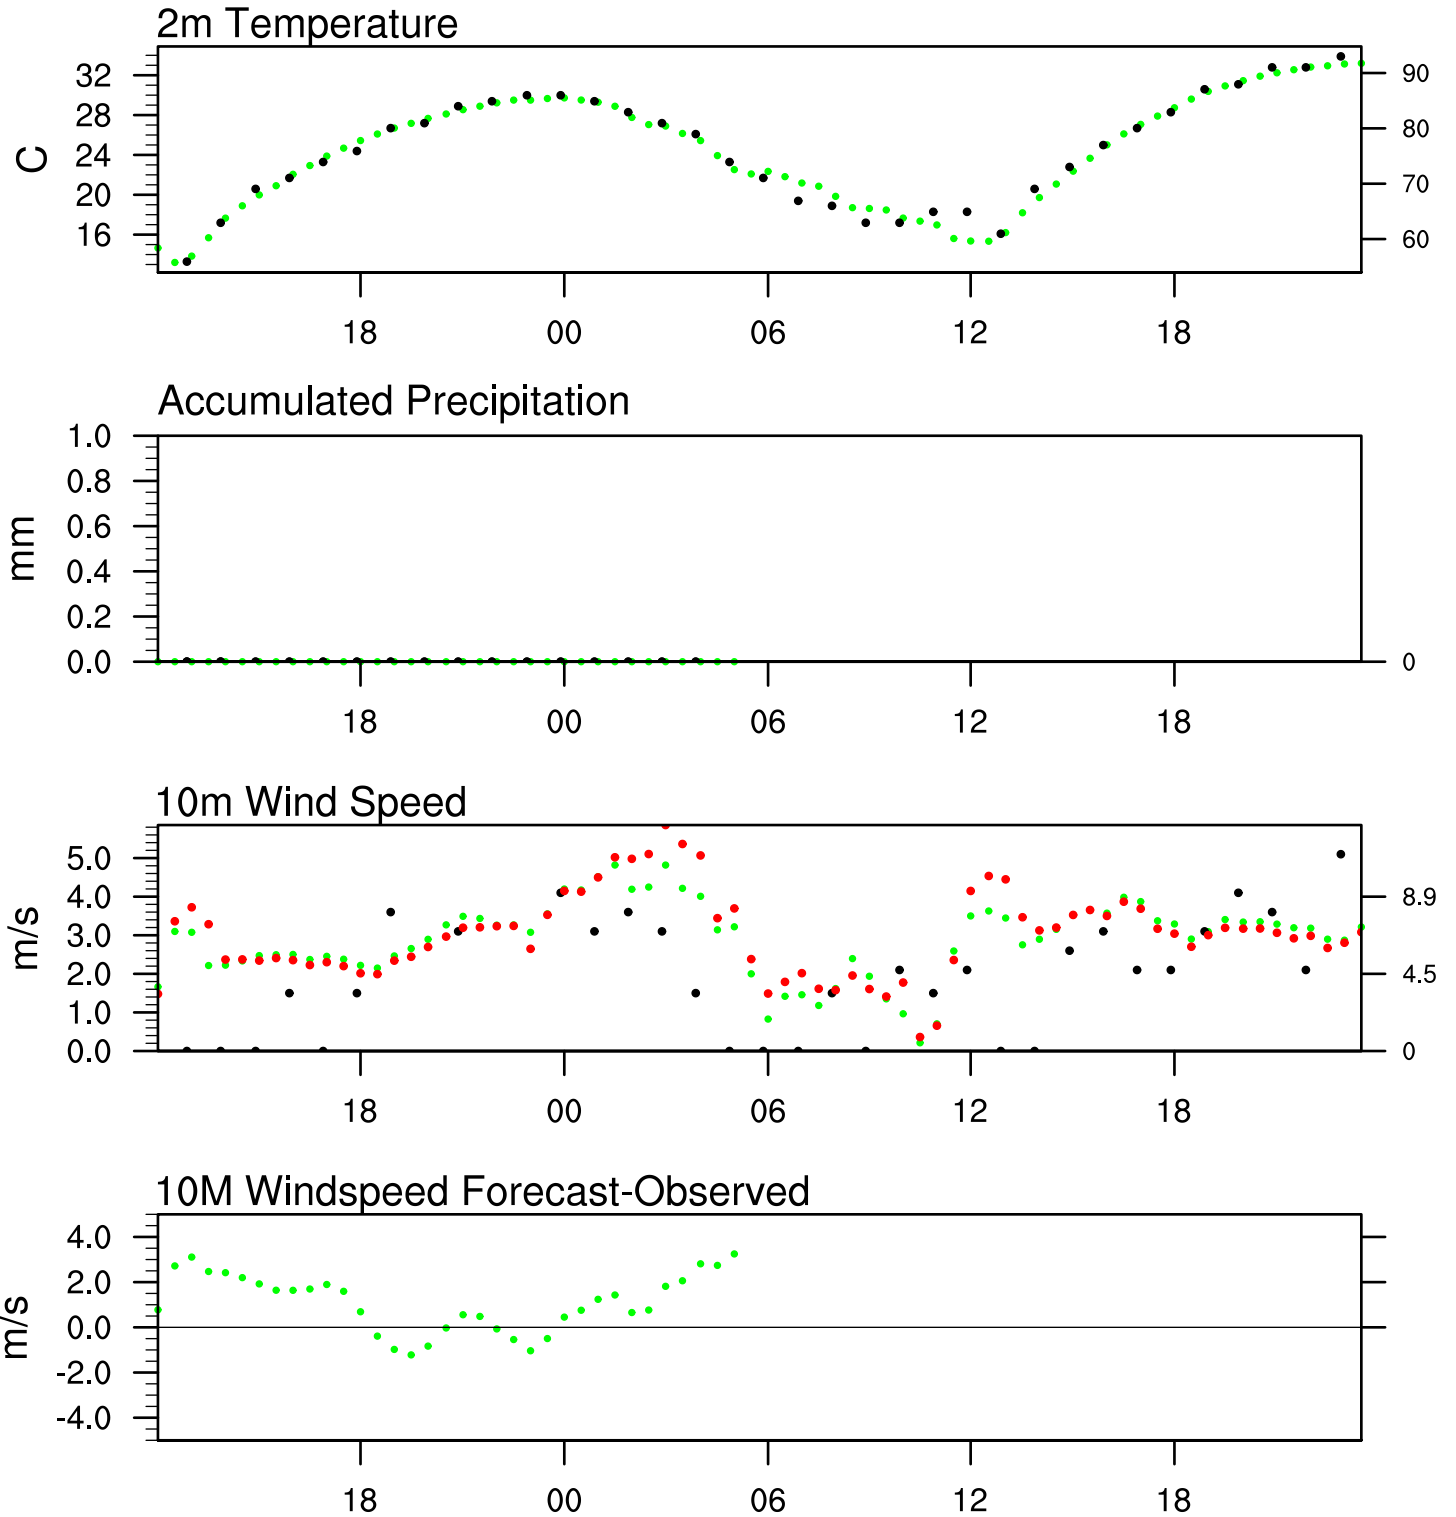 2m Temperature
32
28
24
20
16
C
90
80
70
60
18 00 06 12 18
Accumulated Precipitation
1.0
0.8
0.6
0.4
0.2
0.0
mm
0
18 00 06 12 18
10m Wind Speed
5.0
4.0
3.0
2.0
1.0
0.0
m/s
8.9
4.5
0
18 00 06 12 18
10M Windspeed Forecast-Observed
4.0
2.0
0.0
-2.0
-4.0
m/s
18 00 06 12 18